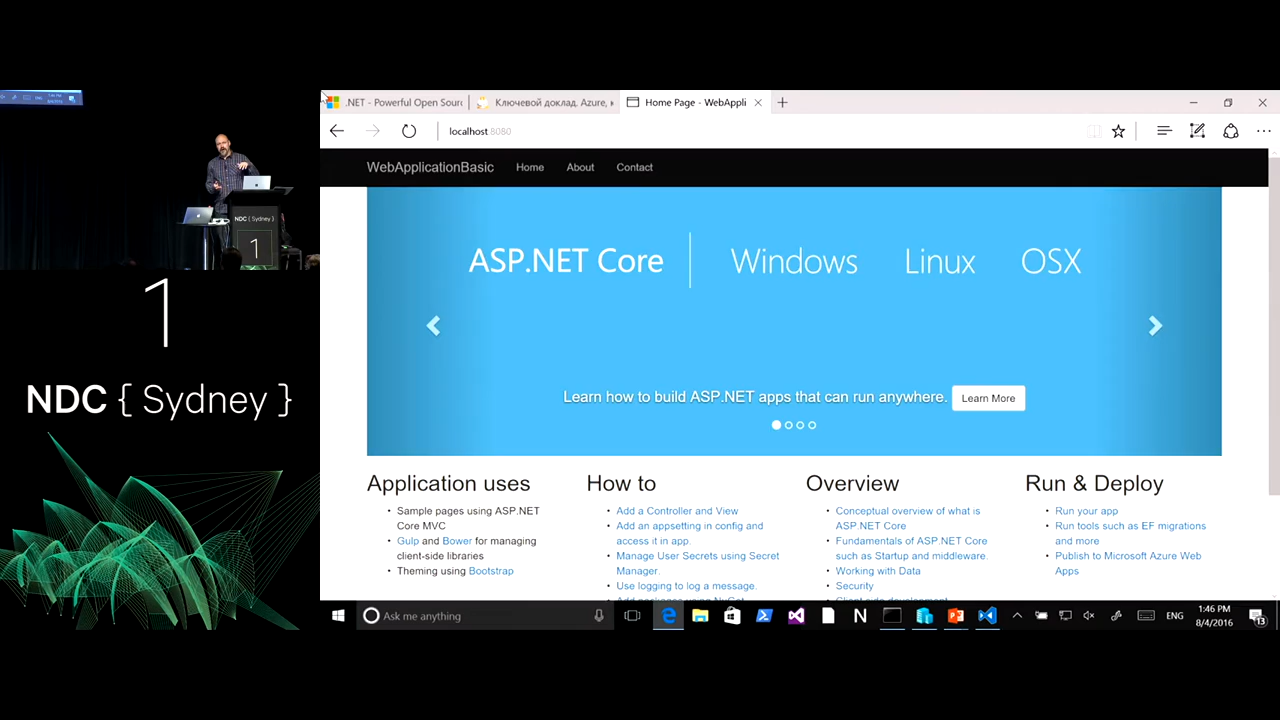 .NET - Powerful Open Sourc
Ключевой доклад. Azure, к
Home Page - WebAppli
localhost:8080
WebApplicationBasic
Home
About
Contact
NDC { Sydney }
1
ASP.NET Core
Windows
Linux
OSX
Learn how to build ASP.NET apps that can run anywhere.
Learn More
1
NDC { Sydney }
Application uses
Sample pages using ASP.NET
Core MVC
Gulp and Bower for managing
client-side libraries
Theming using Bootstrap
How to
Add a Controller and View
Add an appsetting in config and
access it in app.
Manage User Secrets using Secret
Manager.
Use logging to log a message.
Overview
Conceptual overview of what is
ASP.NET Core
Fundamentals of ASP.NET Core
such as Startup and middleware.
Working with Data
Security
Run & Deploy
Run your app
Run tools such as EF migrations
and more
Publish to Microsoft Azure Web
Apps
Ask me anything
ENG
1:46 PM
8/4/2016
13